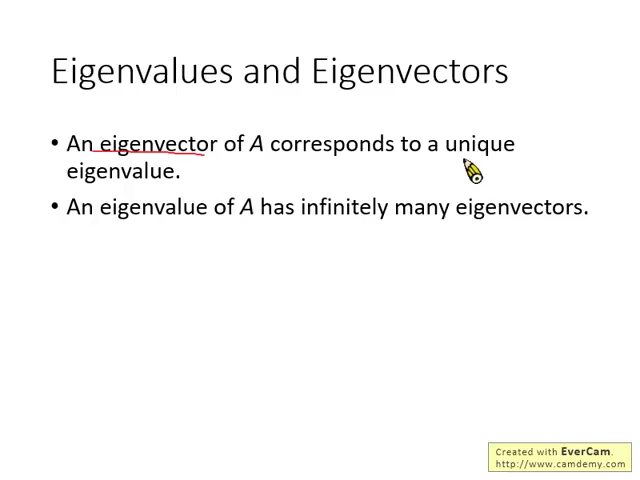 Eigenvalues and Eigenvectors
• An eigenvector of A corresponds to a unique
eigenvalue.
• An eigenvalue of A has infinitely many eigenvectors.
Created with EverCam.
http://www.camdemy.com